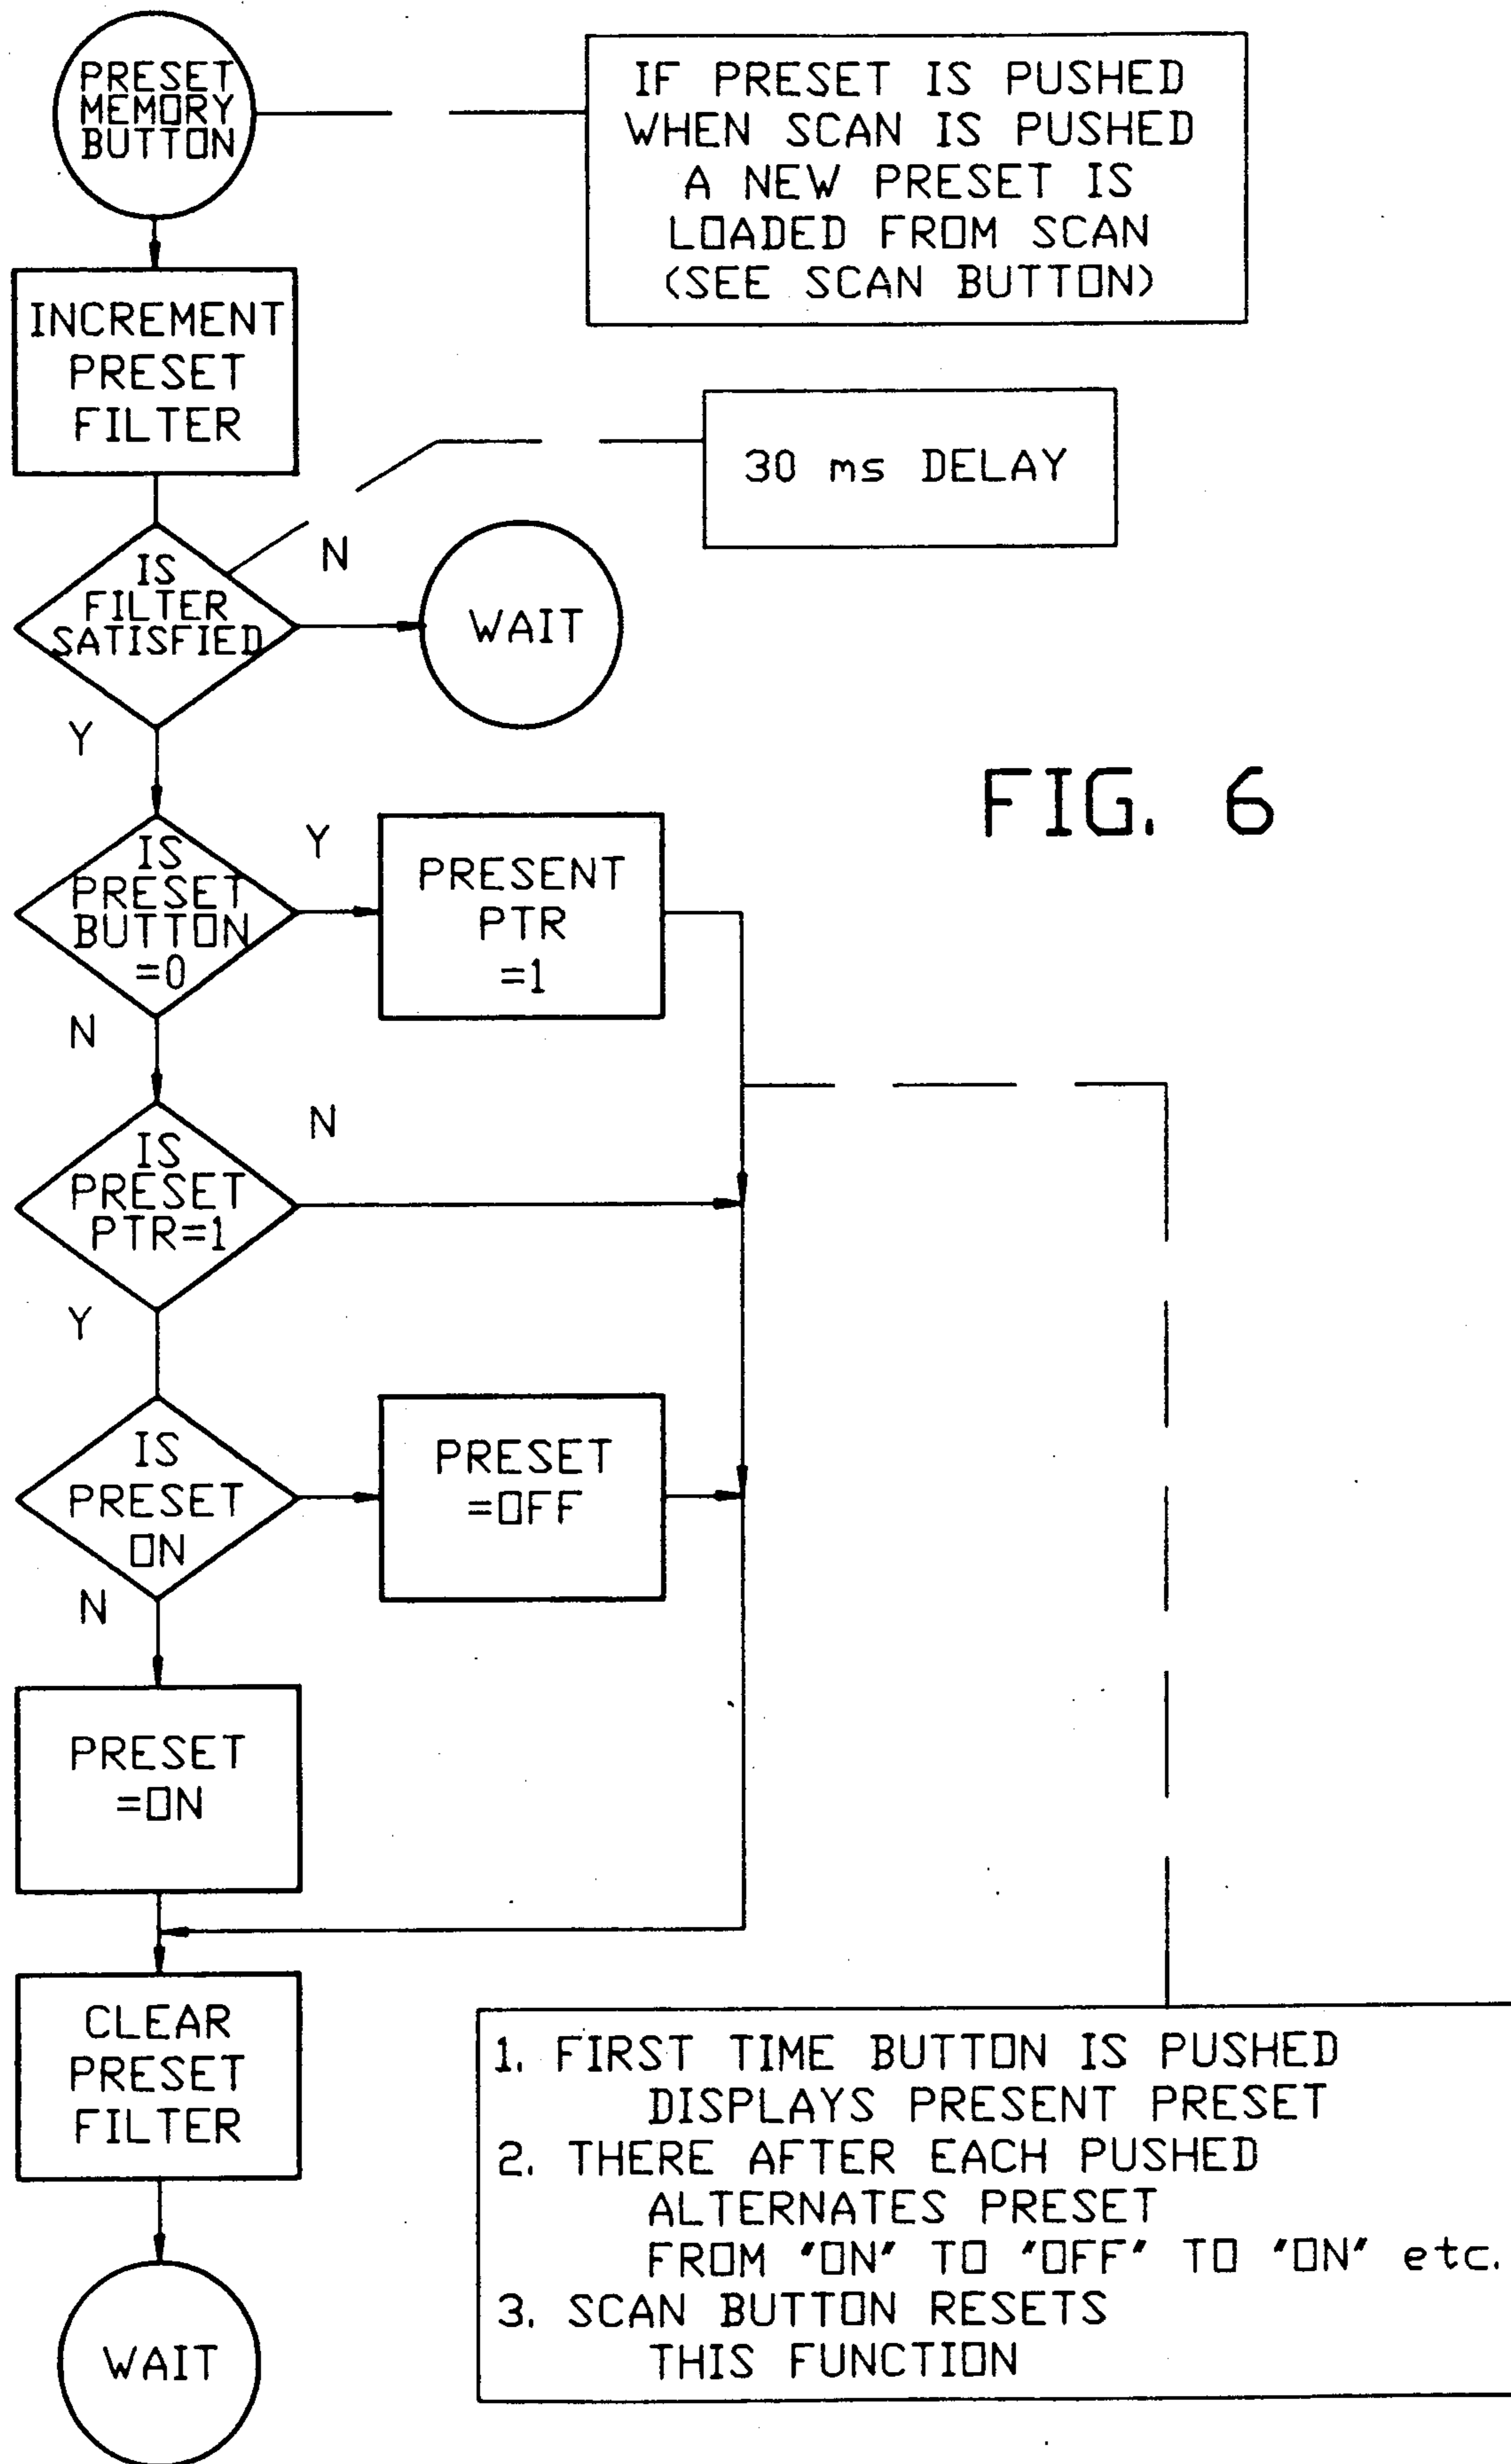 PRESET
MEMORY
BUTTON
IF PRESET IS PUSHED
WHEN SCAN IS PUSHED
A NEW PRESET IS
LOADED FROM SCAN
(SEE SCAN BUTTON)
INCREMENT
PRESET
FILTER
30 ms DELAY
IS
FILTER
SATISFIED
N
WAIT
Y
FIG. 6
IS
PRESET
BUTTON
=0
Y
PRESENT
PTR
=1
N
IS
PRESET
PTR=1
N
Y
IS
PRESET
ON
PRESET
=OFF
N
PRESET
=ON
CLEAR
PRESET
FILTER
1. FIRST TIME BUTTON IS PUSHED
DISPLAYS PRESENT PRESET
2. THERE AFTER EACH PUSHED
ALTERNATES PRESET
FROM "ON" TO "OFF" TO "ON" etc.
3. SCAN BUTTON RESETS
THIS FUNCTION
WAIT